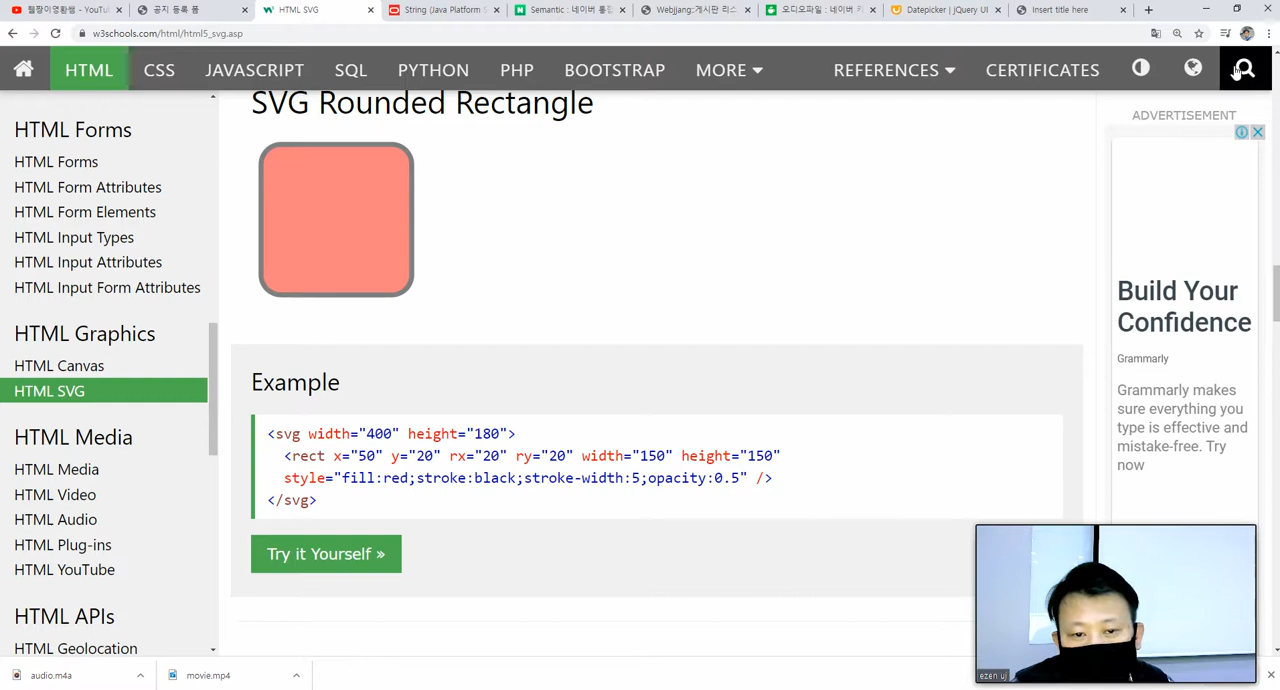 웹짱이영환쌤 - YouTu
공지 등록 폼
HTML SVG
String (Java Platform S
Semantic : 네이버 통합
Webjjang::게시판 리스
오디오파일 : 네이버 카
Datepicker | jQuery UI
Insert title here
w3schools.com/html/html5_svg.asp
HTML
CSS
JAVASCRIPT
SQL
PYTHON
PHP
BOOTSTRAP
MORE
REFERENCES
CERTIFICATES
HTML Forms
HTML Forms
HTML Form Attributes
HTML Form Elements
HTML Input Types
HTML Input Attributes
HTML Input Form Attributes
HTML Graphics
HTML Canvas
HTML SVG
HTML Media
HTML Media
HTML Video
HTML Audio
HTML Plug-ins
HTML YouTube
HTML APIs
HTML Geolocation
SVG Rounded Rectangle
Example
<svg width="400" height="180">
<rect x="50" y="20" rx="20" ry="20" width="150" height="150"
style="fill:red;stroke:black;stroke-width:5;opacity:0.5" />
</svg>
Try it Yourself »
ADVERTISEMENT
Build Your
Confidence
Grammarly
Grammarly makes
sure everything you
type is effective and
mistake-free. Try
now
ezen uj
audio.m4a
movie.mp4